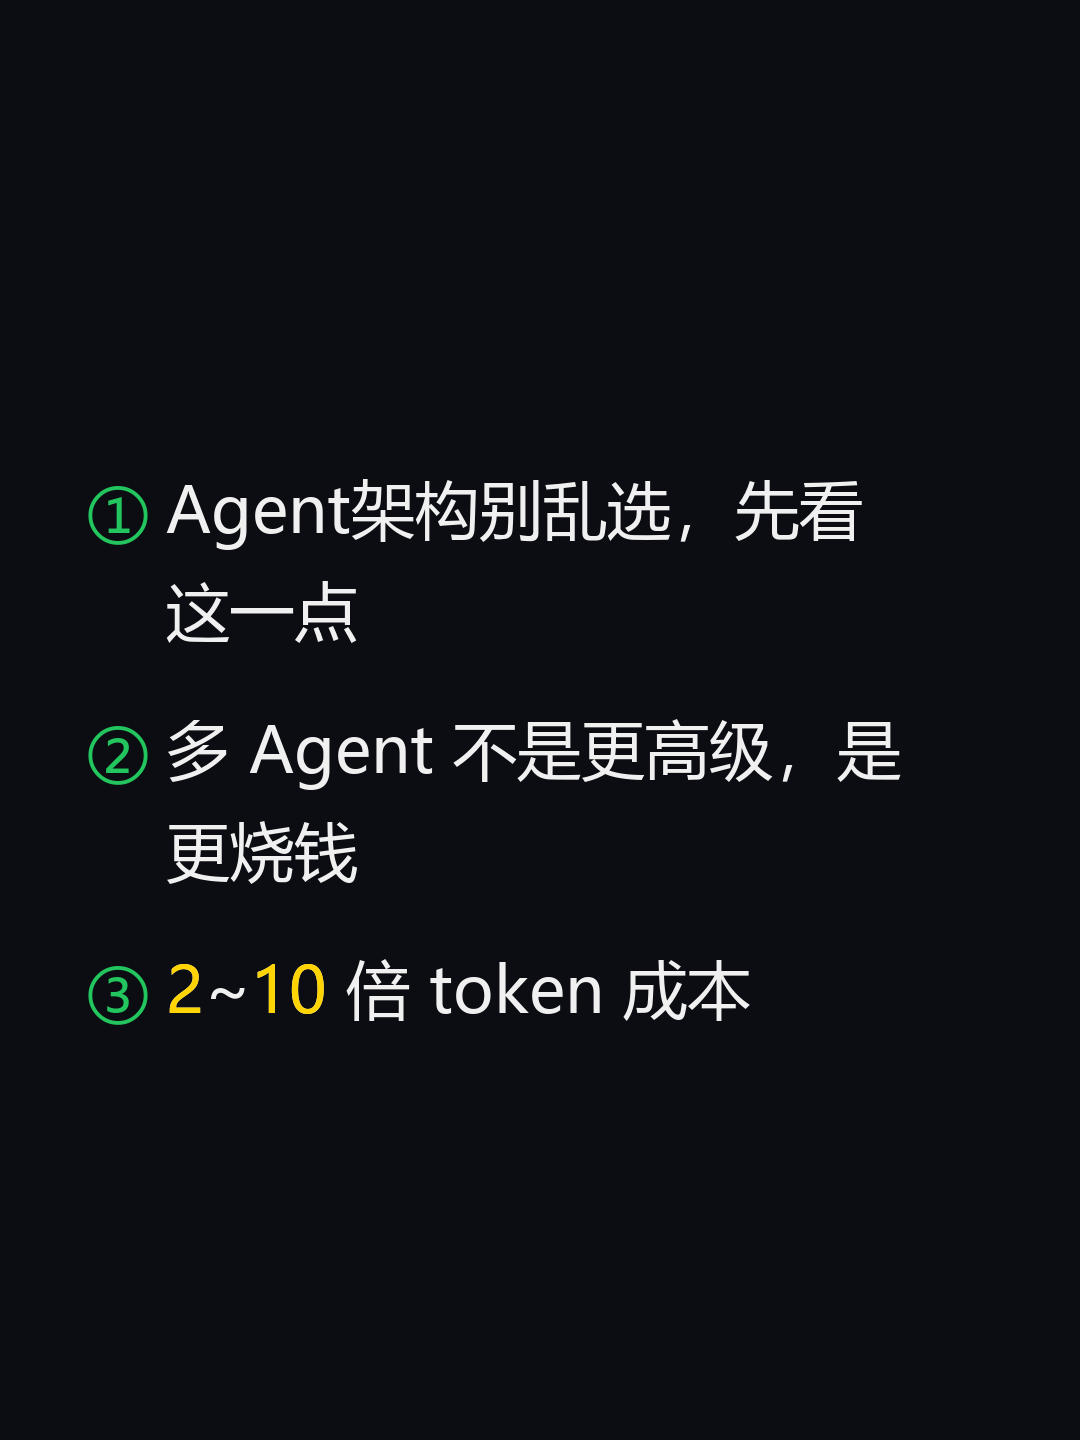 ① Agent架构别乱选，先看
这一点
② 多 Agent 不是更高级，是
更烧钱
③ 2~10 倍 token 成本